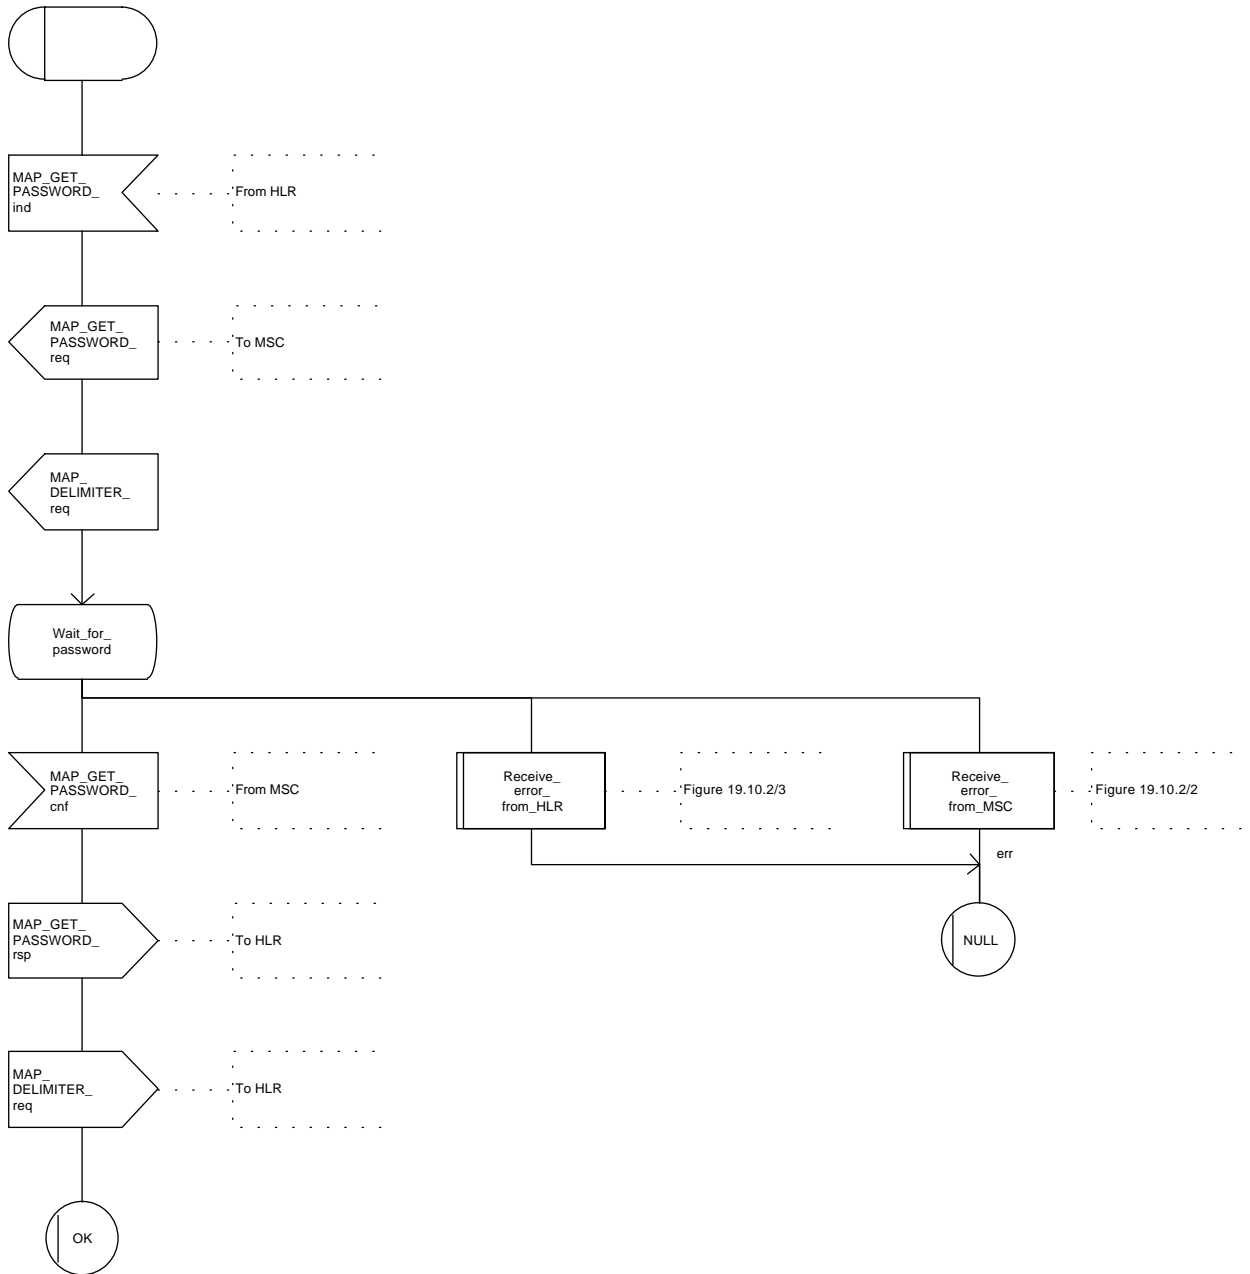 MAP_GET_
PASSWORD_
ind
From HLR
MAP_GET_
PASSWORD_
req
To MSC
MAP_
DELIMITER_
req
Wait_for_
password
MAP_GET_
PASSWORD_
cnf
From MSC
Receive_
error_
from_HLR
Figure 19.10.2/3
Receive_
error_
from_MSC
Figure 19.10.2/2
err
MAP_GET_
PASSWORD_
rsp
To HLR
NULL
MAP_
DELIMITER_
req
To HLR
OK